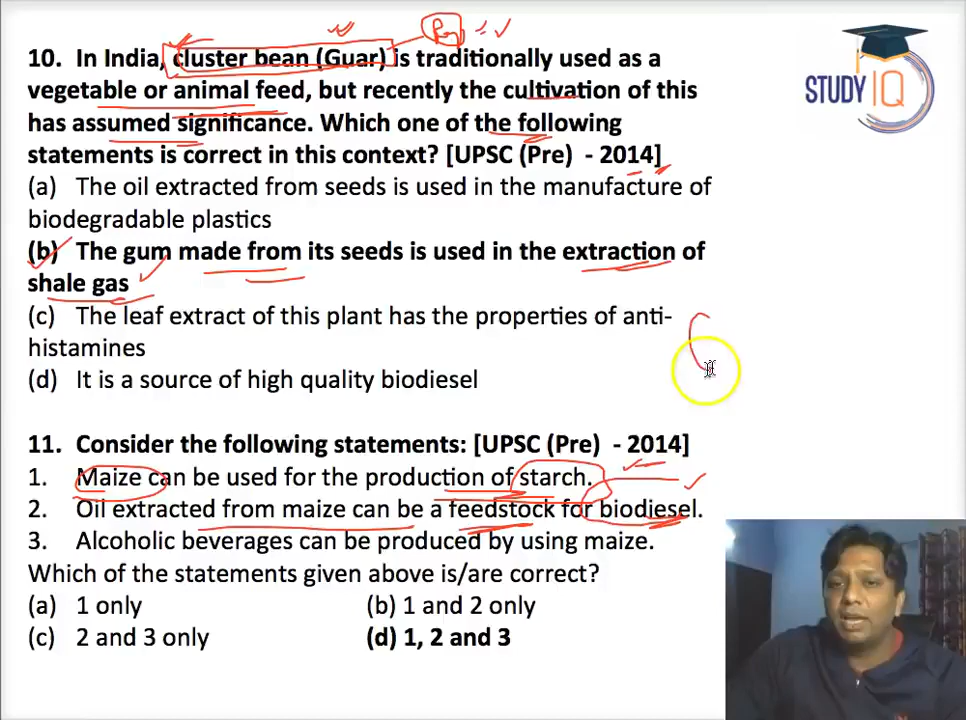 10. In India, cluster bean (Guar) is traditionally used as a
vegetable or animal feed, but recently the cultivation of this
has assumed significance. Which one of the following
statements is correct in this context? [UPSC (Pre) - 2014]
(a) The oil extracted from seeds is used in the manufacture of
biodegradable plastics
(b) The gum made from its seeds is used in the extraction of
shale gas
(c) The leaf extract of this plant has the properties of anti-
histamines
(d) It is a source of high quality biodiesel
11. Consider the following statements: [UPSC (Pre) - 2014]
1. Maize can be used for the production of starch.
2. Oil extracted from maize can be a feedstock for biodiesel.
3. Alcoholic beverages can be produced by using maize.
Which of the statements given above is/are correct?
(a) 1 only (b) 1 and 2 only
(c) 2 and 3 only (d) 1, 2 and 3
STUDY IQ